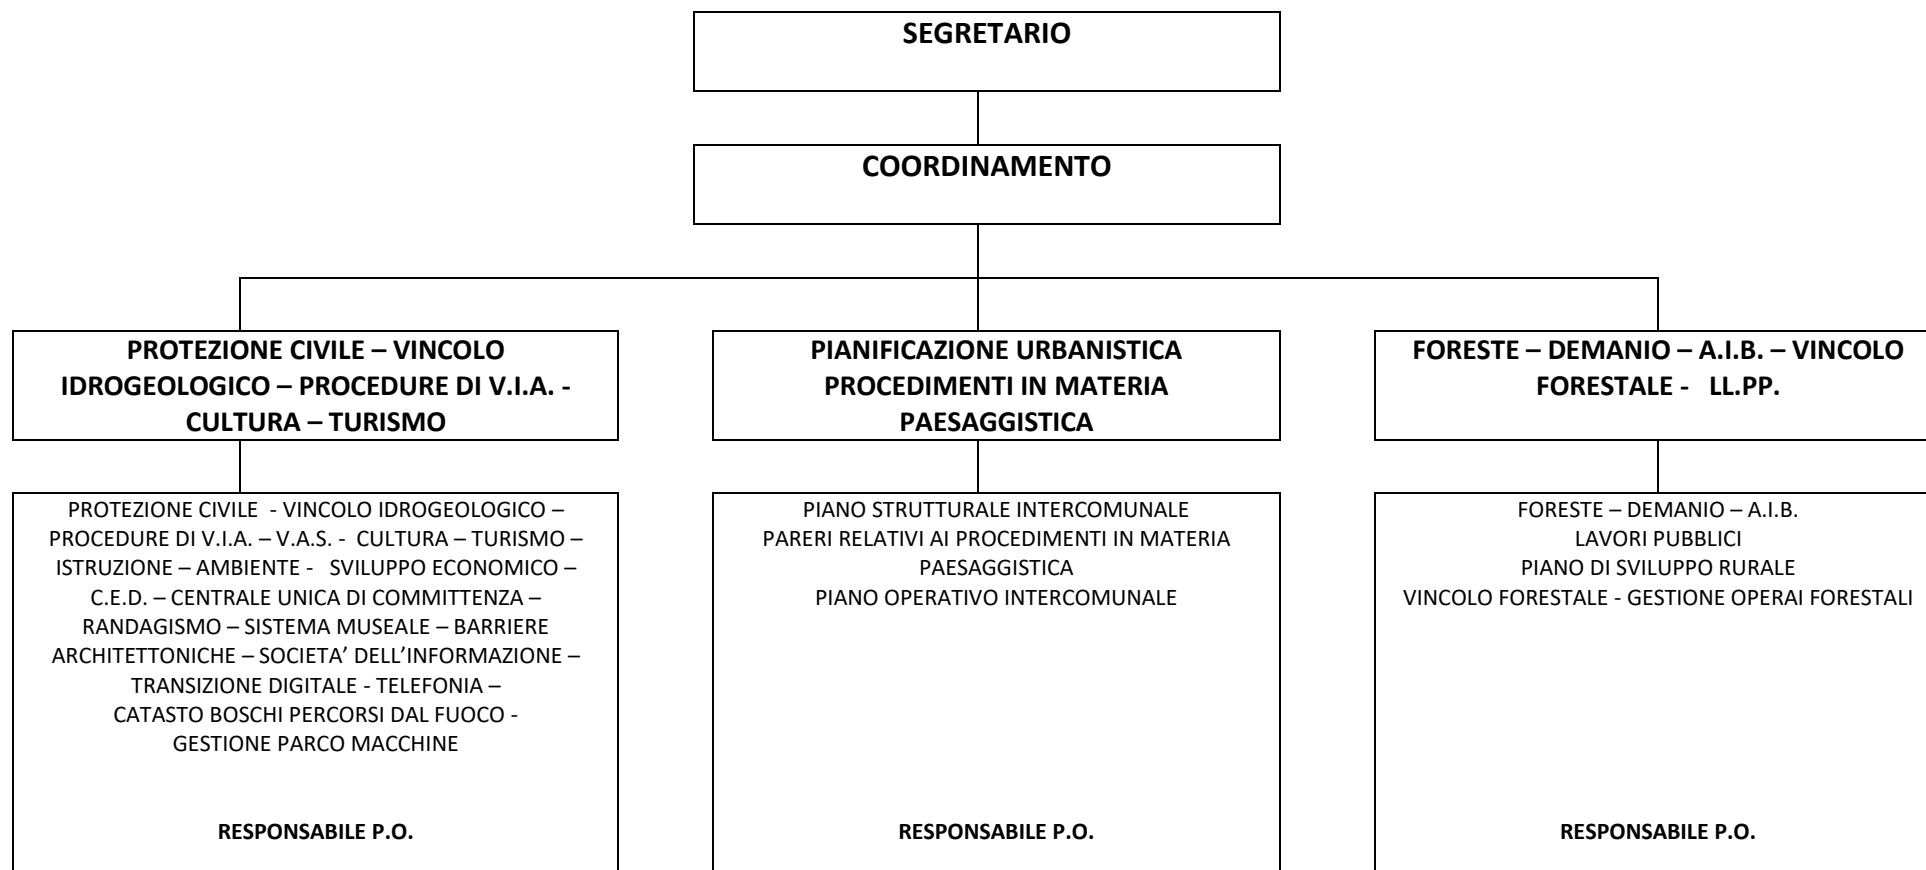 SEGRETARIO
COORDINAMENTO
PROTEZIONE CIVILE – VINCOLO
IDROGEOLOGICO – PROCEDURE DI V.I.A. -
CULTURA – TURISMO
PIANIFICAZIONE URBANISTICA
PROCEDIMENTI IN MATERIA
PAESAGGISTICA
FORESTE – DEMANIO – A.I.B. – VINCOLO
FORESTALE - LL.PP.
PROTEZIONE CIVILE - VINCOLO IDROGEOLOGICO –
PROCEDURE DI V.I.A. – V.A.S. - CULTURA – TURISMO –
ISTRUZIONE – AMBIENTE - SVILUPPO ECONOMICO –
C.E.D. – CENTRALE UNICA DI COMMITTENZA –
RANDAGISMO – SISTEMA MUSEALE – BARRIERE
ARCHITETTONICHE – SOCIETA’ DELL’INFORMAZIONE –
TRANSIZIONE DIGITALE - TELEFONIA –
CATASTO BOSCHI PERCORSI DAL FUOCO -
GESTIONE PARCO MACCHINE
RESPONSABILE P.O.
PIANO STRUTTURALE INTERCOMUNALE
PARERI RELATIVI AI PROCEDIMENTI IN MATERIA
PAESAGGISTICA
PIANO OPERATIVO INTERCOMUNALE
RESPONSABILE P.O.
FORESTE – DEMANIO – A.I.B.
LAVORI PUBBLICI
PIANO DI SVILUPPO RURALE
VINCOLO FORESTALE - GESTIONE OPERAI FORESTALI
RESPONSABILE P.O.